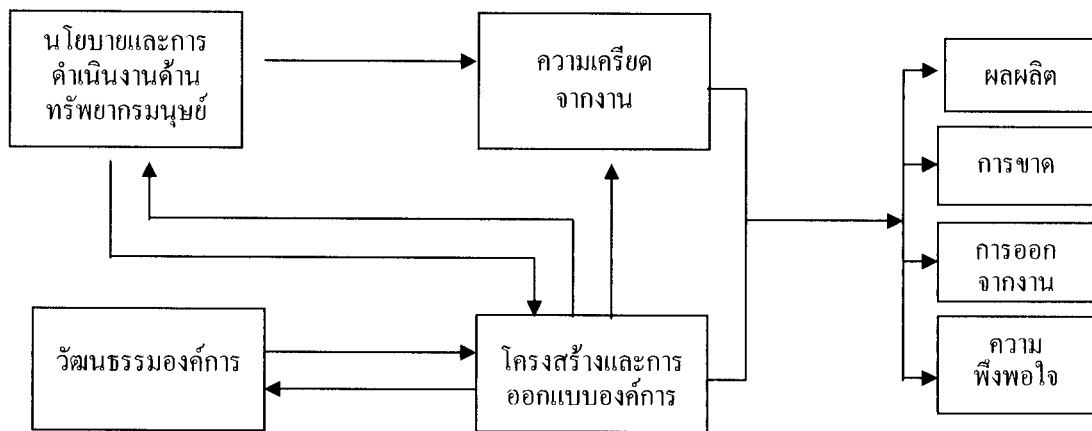 นโยบายและการ
ดำเนินงานด้าน
ทรัพยากรมนุษย์
ความเครียด
จากงาน
ผลผลิต
การขาด
การออก
จากงาน
วัฒนธรรมองค์การ
โครงสร้างและการ
ออกแบบองค์การ
ความ
พึงพอใจ